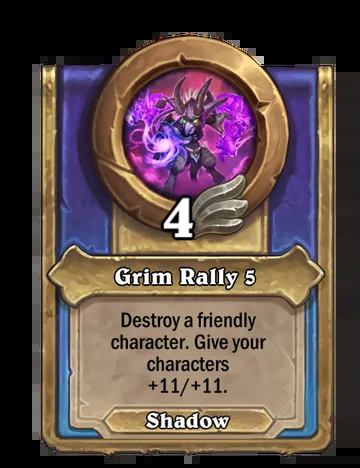 4
Grim Rally 5
Destroy a friendly
character. Give your
characters
+11/+11.
Shadow